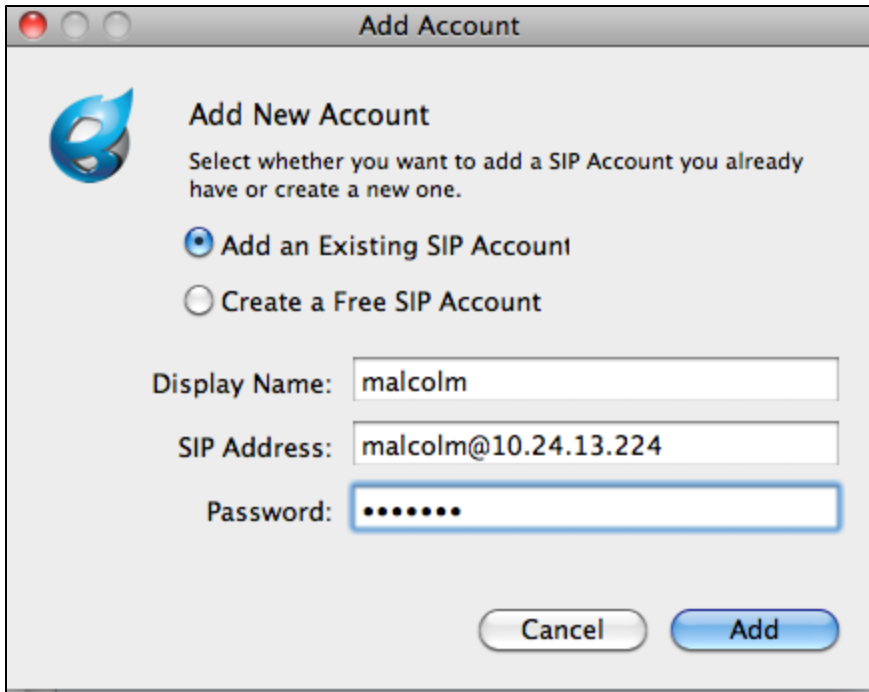 Add Account
Add New Account
Select whether you want to add a SIP Account you already
have or create a new one.
Add an Existing SIP Account
Create a Free SIP Account
Display Name: malcolm
SIP Address: malcolm@10.24.13.224
Password: •••••••
Cancel Add